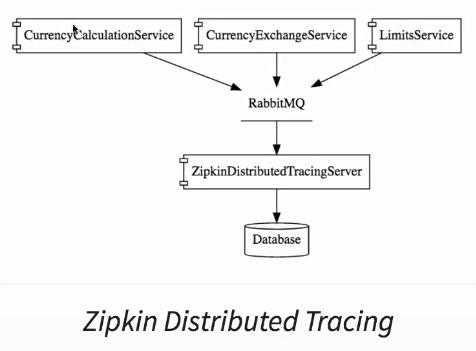 CurrencyCalculationService
CurrencyExchangeService
LimitsService
RabbitMQ
ZipkinDistributedTracingServer
Database
Zipkin Distributed Tracing